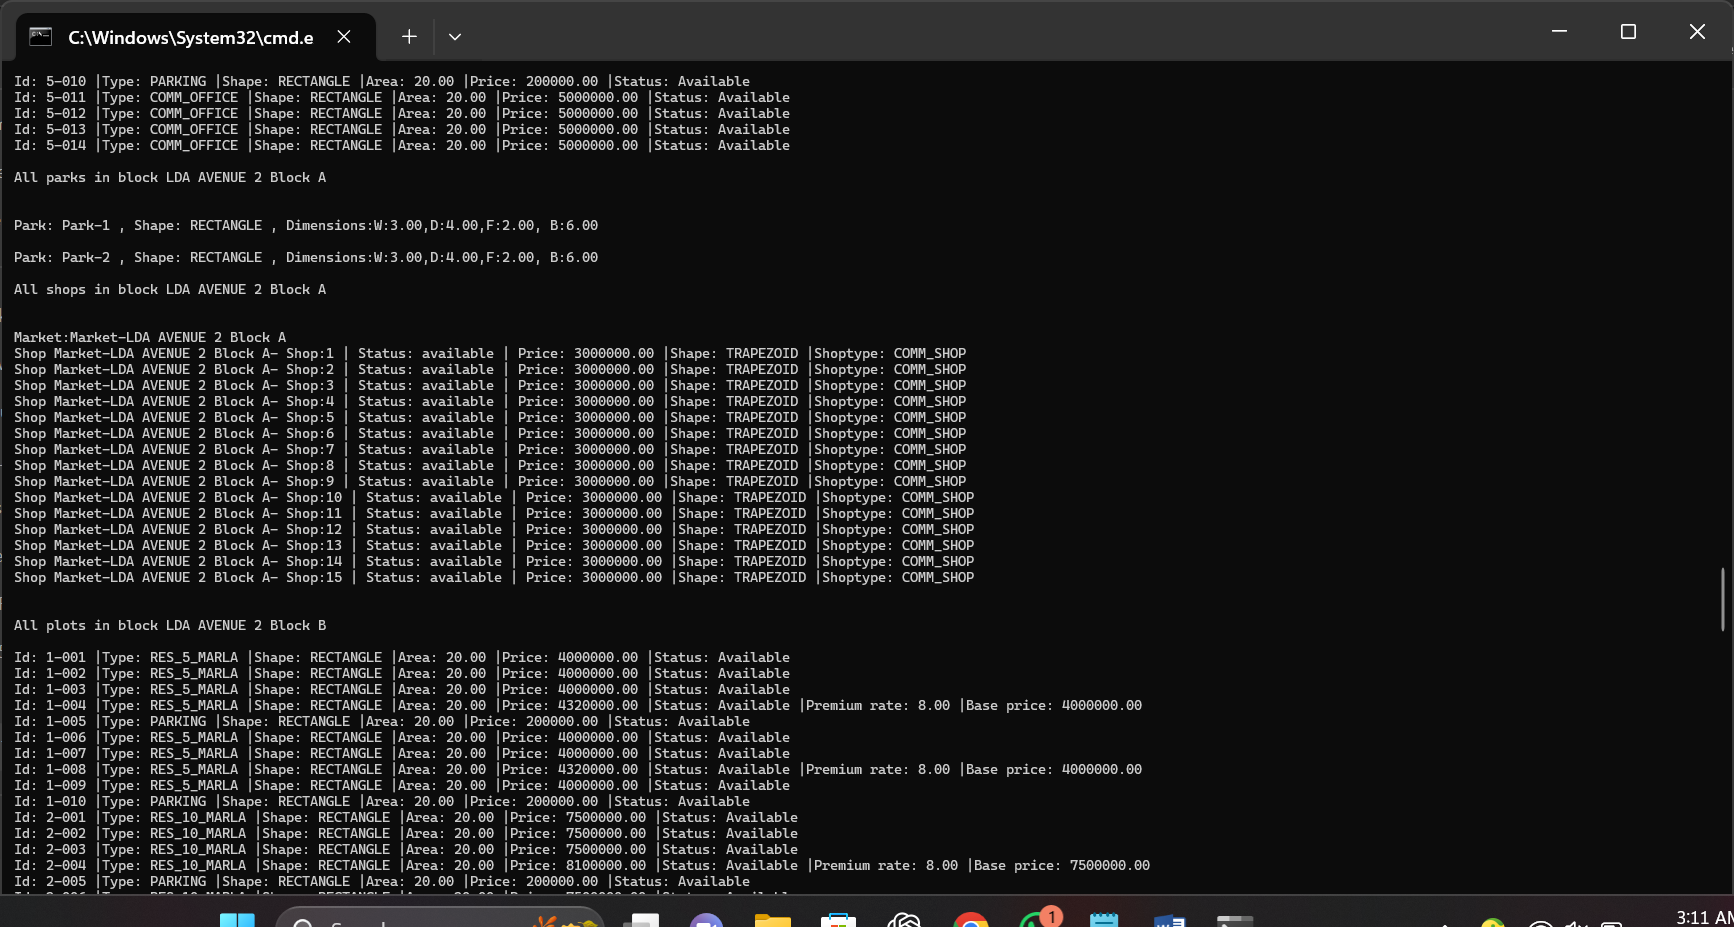 C:\Windows\System32\cmd.e
Id: 5-010 |Type: PARKING |Shape: RECTANGLE |Area: 20.00 |Price: 200000.00 |Status: Available
Id: 5-011 |Type: COMM_OFFICE |Shape: RECTANGLE |Area: 20.00 |Price: 5000000.00 |Status: Available
Id: 5-012 |Type: COMM_OFFICE |Shape: RECTANGLE |Area: 20.00 |Price: 5000000.00 |Status: Available
Id: 5-013 |Type: COMM_OFFICE |Shape: RECTANGLE |Area: 20.00 |Price: 5000000.00 |Status: Available
Id: 5-014 |Type: COMM_OFFICE |Shape: RECTANGLE |Area: 20.00 |Price: 5000000.00 |Status: Available
All parks in block LDA AVENUE 2 Block A
Park: Park-1 , Shape: RECTANGLE , Dimensions:W:3.00,D:4.00,F:2.00, B:6.00
Park: Park-2 , Shape: RECTANGLE , Dimensions:W:3.00,D:4.00,F:2.00, B:6.00
All shops in block LDA AVENUE 2 Block A
Market:Market-LDA AVENUE 2 Block A
Shop Market-LDA AVENUE 2 Block A- Shop:1 | Status: available | Price: 3000000.00 |Shape: TRAPEZOID |Shoptype: COMM_SHOP
Shop Market-LDA AVENUE 2 Block A- Shop:2 | Status: available | Price: 3000000.00 |Shape: TRAPEZOID |Shoptype: COMM_SHOP
Shop Market-LDA AVENUE 2 Block A- Shop:3 | Status: available | Price: 3000000.00 |Shape: TRAPEZOID |Shoptype: COMM_SHOP
Shop Market-LDA AVENUE 2 Block A- Shop:4 | Status: available | Price: 3000000.00 |Shape: TRAPEZOID |Shoptype: COMM_SHOP
Shop Market-LDA AVENUE 2 Block A- Shop:5 | Status: available | Price: 3000000.00 |Shape: TRAPEZOID |Shoptype: COMM_SHOP
Shop Market-LDA AVENUE 2 Block A- Shop:6 | Status: available | Price: 3000000.00 |Shape: TRAPEZOID |Shoptype: COMM_SHOP
Shop Market-LDA AVENUE 2 Block A- Shop:7 | Status: available | Price: 3000000.00 |Shape: TRAPEZOID |Shoptype: COMM_SHOP
Shop Market-LDA AVENUE 2 Block A- Shop:8 | Status: available | Price: 3000000.00 |Shape: TRAPEZOID |Shoptype: COMM_SHOP
Shop Market-LDA AVENUE 2 Block A- Shop:9 | Status: available | Price: 3000000.00 |Shape: TRAPEZOID |Shoptype: COMM_SHOP
Shop Market-LDA AVENUE 2 Block A- Shop:10 | Status: available | Price: 3000000.00 |Shape: TRAPEZOID |Shoptype: COMM_SHOP
Shop Market-LDA AVENUE 2 Block A- Shop:11 | Status: available | Price: 3000000.00 |Shape: TRAPEZOID |Shoptype: COMM_SHOP
Shop Market-LDA AVENUE 2 Block A- Shop:12 | Status: available | Price: 3000000.00 |Shape: TRAPEZOID |Shoptype: COMM_SHOP
Shop Market-LDA AVENUE 2 Block A- Shop:13 | Status: available | Price: 3000000.00 |Shape: TRAPEZOID |Shoptype: COMM_SHOP
Shop Market-LDA AVENUE 2 Block A- Shop:14 | Status: available | Price: 3000000.00 |Shape: TRAPEZOID |Shoptype: COMM_SHOP
Shop Market-LDA AVENUE 2 Block A- Shop:15 | Status: available | Price: 3000000.00 |Shape: TRAPEZOID |Shoptype: COMM_SHOP
All plots in block LDA AVENUE 2 Block B
Id: 1-001 |Type: RES_5_MARLA |Shape: RECTANGLE |Area: 20.00 |Price: 4000000.00 |Status: Available
Id: 1-002 |Type: RES_5_MARLA |Shape: RECTANGLE |Area: 20.00 |Price: 4000000.00 |Status: Available
Id: 1-003 |Type: RES_5_MARLA |Shape: RECTANGLE |Area: 20.00 |Price: 4000000.00 |Status: Available
Id: 1-004 |Type: RES_5_MARLA |Shape: RECTANGLE |Area: 20.00 |Price: 4320000.00 |Status: Available |Premium rate: 8.00 |Base price: 4000000.00
Id: 1-005 |Type: PARKING |Shape: RECTANGLE |Area: 20.00 |Price: 200000.00 |Status: Available
Id: 1-006 |Type: RES_5_MARLA |Shape: RECTANGLE |Area: 20.00 |Price: 4000000.00 |Status: Available
Id: 1-007 |Type: RES_5_MARLA |Shape: RECTANGLE |Area: 20.00 |Price: 4000000.00 |Status: Available
Id: 1-008 |Type: RES_5_MARLA |Shape: RECTANGLE |Area: 20.00 |Price: 4320000.00 |Status: Available |Premium rate: 8.00 |Base price: 4000000.00
Id: 1-009 |Type: RES_5_MARLA |Shape: RECTANGLE |Area: 20.00 |Price: 4000000.00 |Status: Available
Id: 1-010 |Type: PARKING |Shape: RECTANGLE |Area: 20.00 |Price: 200000.00 |Status: Available
Id: 2-001 |Type: RES_10_MARLA |Shape: RECTANGLE |Area: 20.00 |Price: 7500000.00 |Status: Available
Id: 2-002 |Type: RES_10_MARLA |Shape: RECTANGLE |Area: 20.00 |Price: 7500000.00 |Status: Available
Id: 2-003 |Type: RES_10_MARLA |Shape: RECTANGLE |Area: 20.00 |Price: 7500000.00 |Status: Available
Id: 2-004 |Type: RES_10_MARLA |Shape: RECTANGLE |Area: 20.00 |Price: 8100000.00 |Status: Available |Premium rate: 8.00 |Base price: 7500000.00
Id: 2-005 |Type: PARKING |Shape: RECTANGLE |Area: 20.00 |Price: 200000.00 |Status: Available
1
3:11 AM